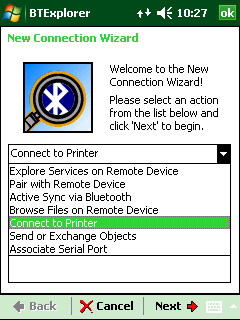 BTExplorer 10:27 ok
New Connection Wizard
Welcome to the New
Connection Wizard!
Please select an action
from the list below and
click 'Next' to begin.
Connect to Printer
Explore Services on Remote Device
Pair with Remote Device
Active Sync via Bluetooth
Browse Files on Remote Device
Connect to Printer
Send or Exchange Objects
Associate Serial Port
Back Cancel Next